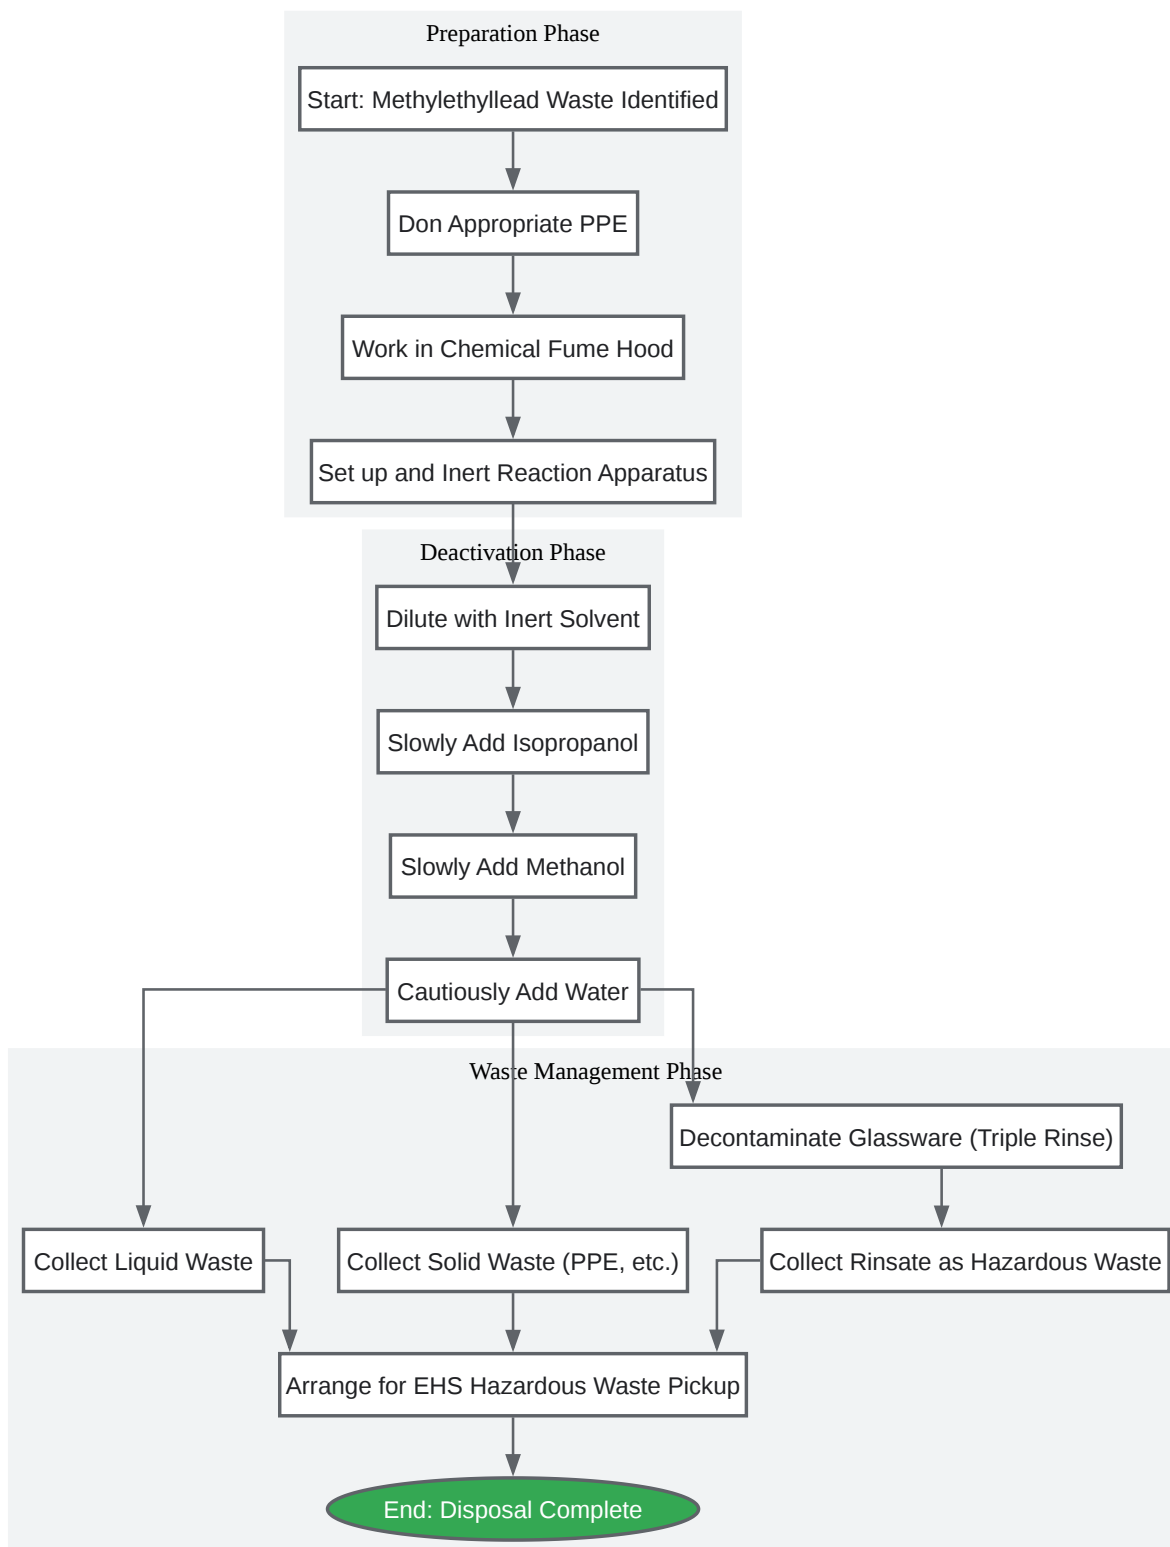 Preparation Phase
Start: Methylethyllead Waste Identified
Don Appropriate PPE
Work in Chemical Fume Hood
Set up and Inert Reaction Apparatus
Deactivation Phase
Dilute with Inert Solvent
Slowly Add Isopropanol
Slowly Add Methanol
Cautiously Add Water
Waste Management Phase
Decontaminate Glassware (Triple Rinse)
Collect Liquid Waste
Collect Solid Waste (PPE, etc.)
Collect Rinsate as Hazardous Waste
Arrange for EHS Hazardous Waste Pickup
End: Disposal Complete